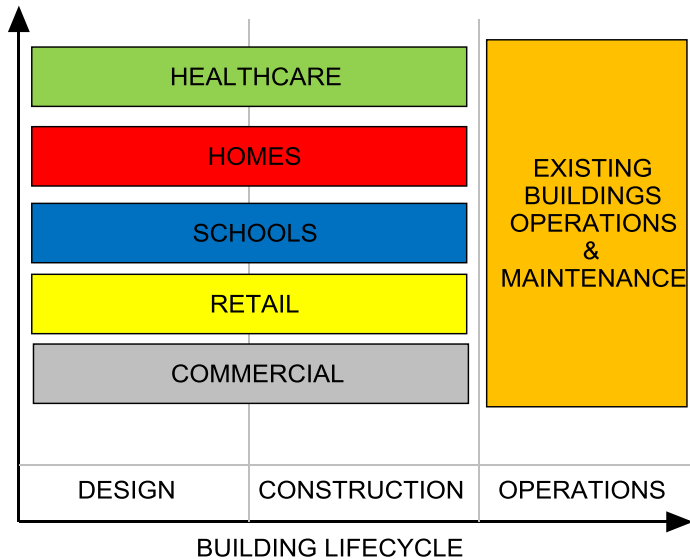 HEALTHCARE
HOMES
SCHOOLS
RETAIL
COMMERCIAL
EXISTING
BUILDINGS
OPERATIONS
&
MAINTENANCE
DESIGN
CONSTRUCTION
OPERATIONS
BUILDING LIFECYCLE